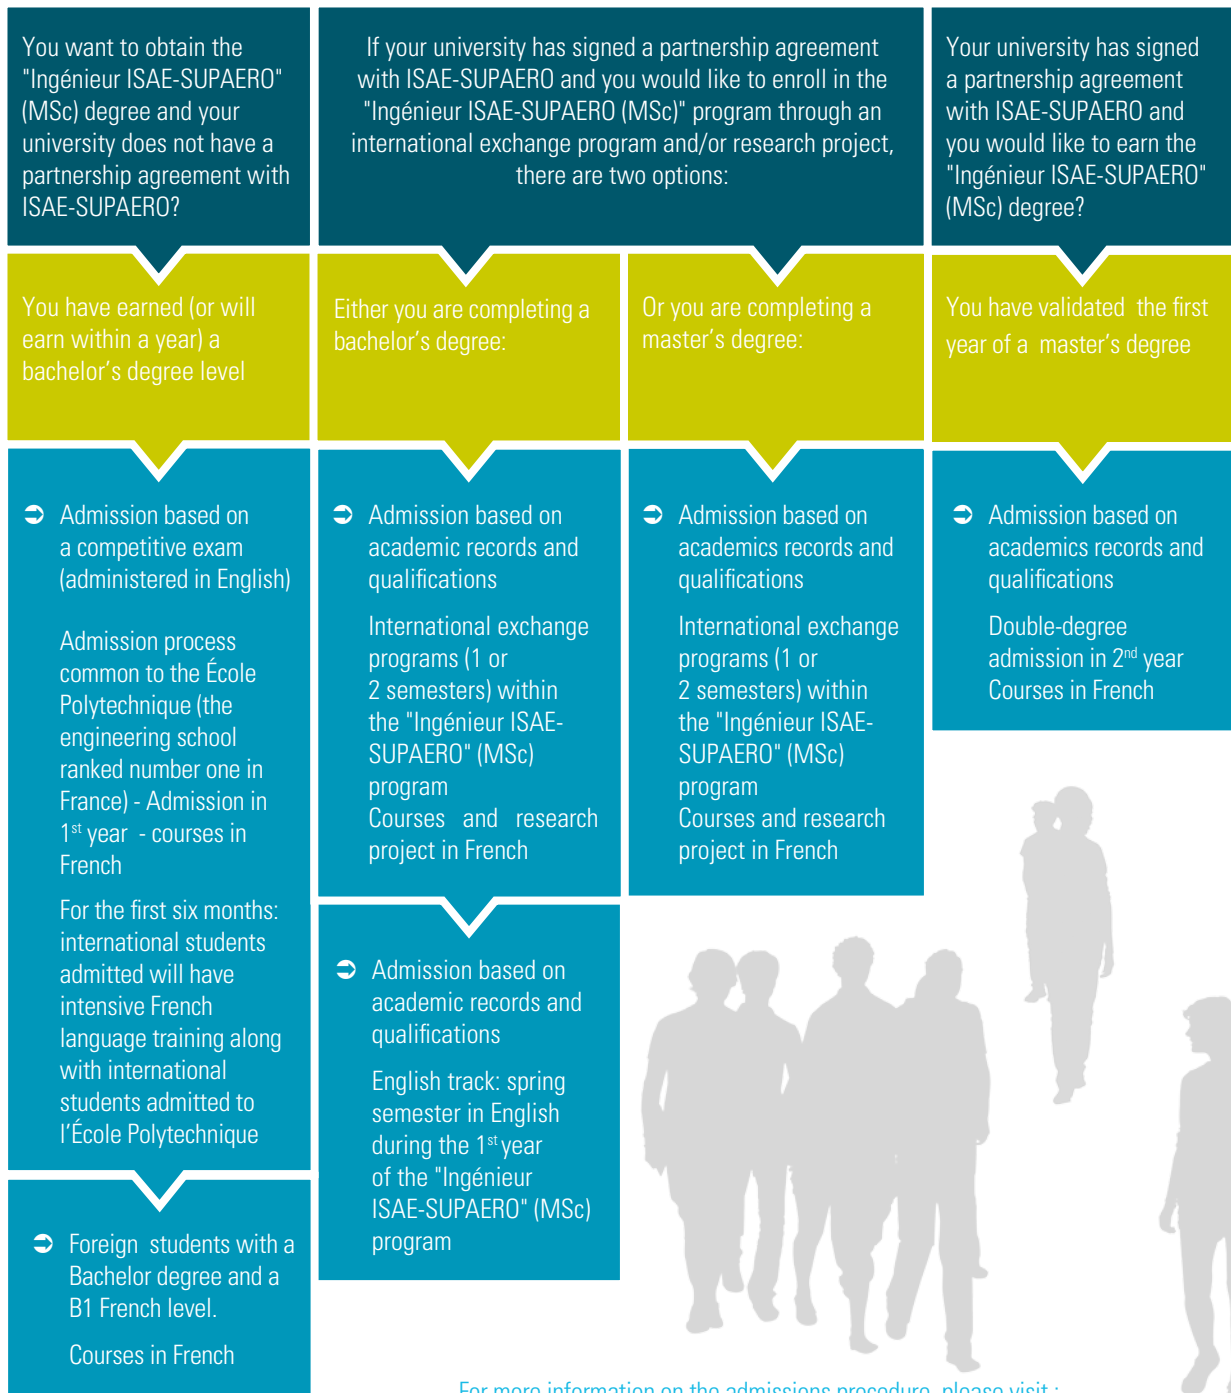 You want to obtain the
"Ingénieur ISAE-SUPAERO"
(MSc) degree and your
university does not have a
partnership agreement with
ISAE-SUPAERO?
If your university has signed a partnership agreement
with ISAE-SUPAERO and you would like to enroll in the
"Ingénieur ISAE-SUPAERO (MSc)" program through an
international exchange program and/or research project,
there are two options:
Your university has signed
a partnership agreement
with ISAE-SUPAERO and
you would like to earn the
"Ingénieur ISAE-SUPAERO"
(MSc) degree?
You have earned (or will
earn within a year) a
bachelor's degree level
Either you are completing a
bachelor's degree:
Or you are completing a
master's degree:
You have validated the first
year of a master's degree
➲ Admission based on
a competitive exam
(administered in English)
Admission process
common to the École
Polytechnique (the
engineering school
ranked number one in
France) - Admission in
1st year - courses in
French
For the first six months:
international students
admitted will have
intensive French
language training along
with international
students admitted to
l'École Polytechnique
➲ Foreign students with a
Bachelor degree and a
B1 French level.
Courses in French
➲ Admission based on
academic records and
qualifications
International exchange
programs (1 or
2 semesters) within
the "Ingénieur ISAE-
SUPAERO" (MSc)
program
Courses and research
project in French
➲ Admission based on
academic records and
qualifications
English track: spring
semester in English
during the 1st year
of the "Ingénieur
ISAE-SUPAERO" (MSc)
program
➲ Admission based on
academics records and
qualifications
International exchange
programs (1 or
2 semesters) within
the "Ingénieur ISAE-
SUPAERO" (MSc)
program
Courses and research
project in French
➲ Admission based on
academics records and
qualifications
Double-degree
admission in 2nd year
Courses in French
For more information on the admissions procedure, please visit :